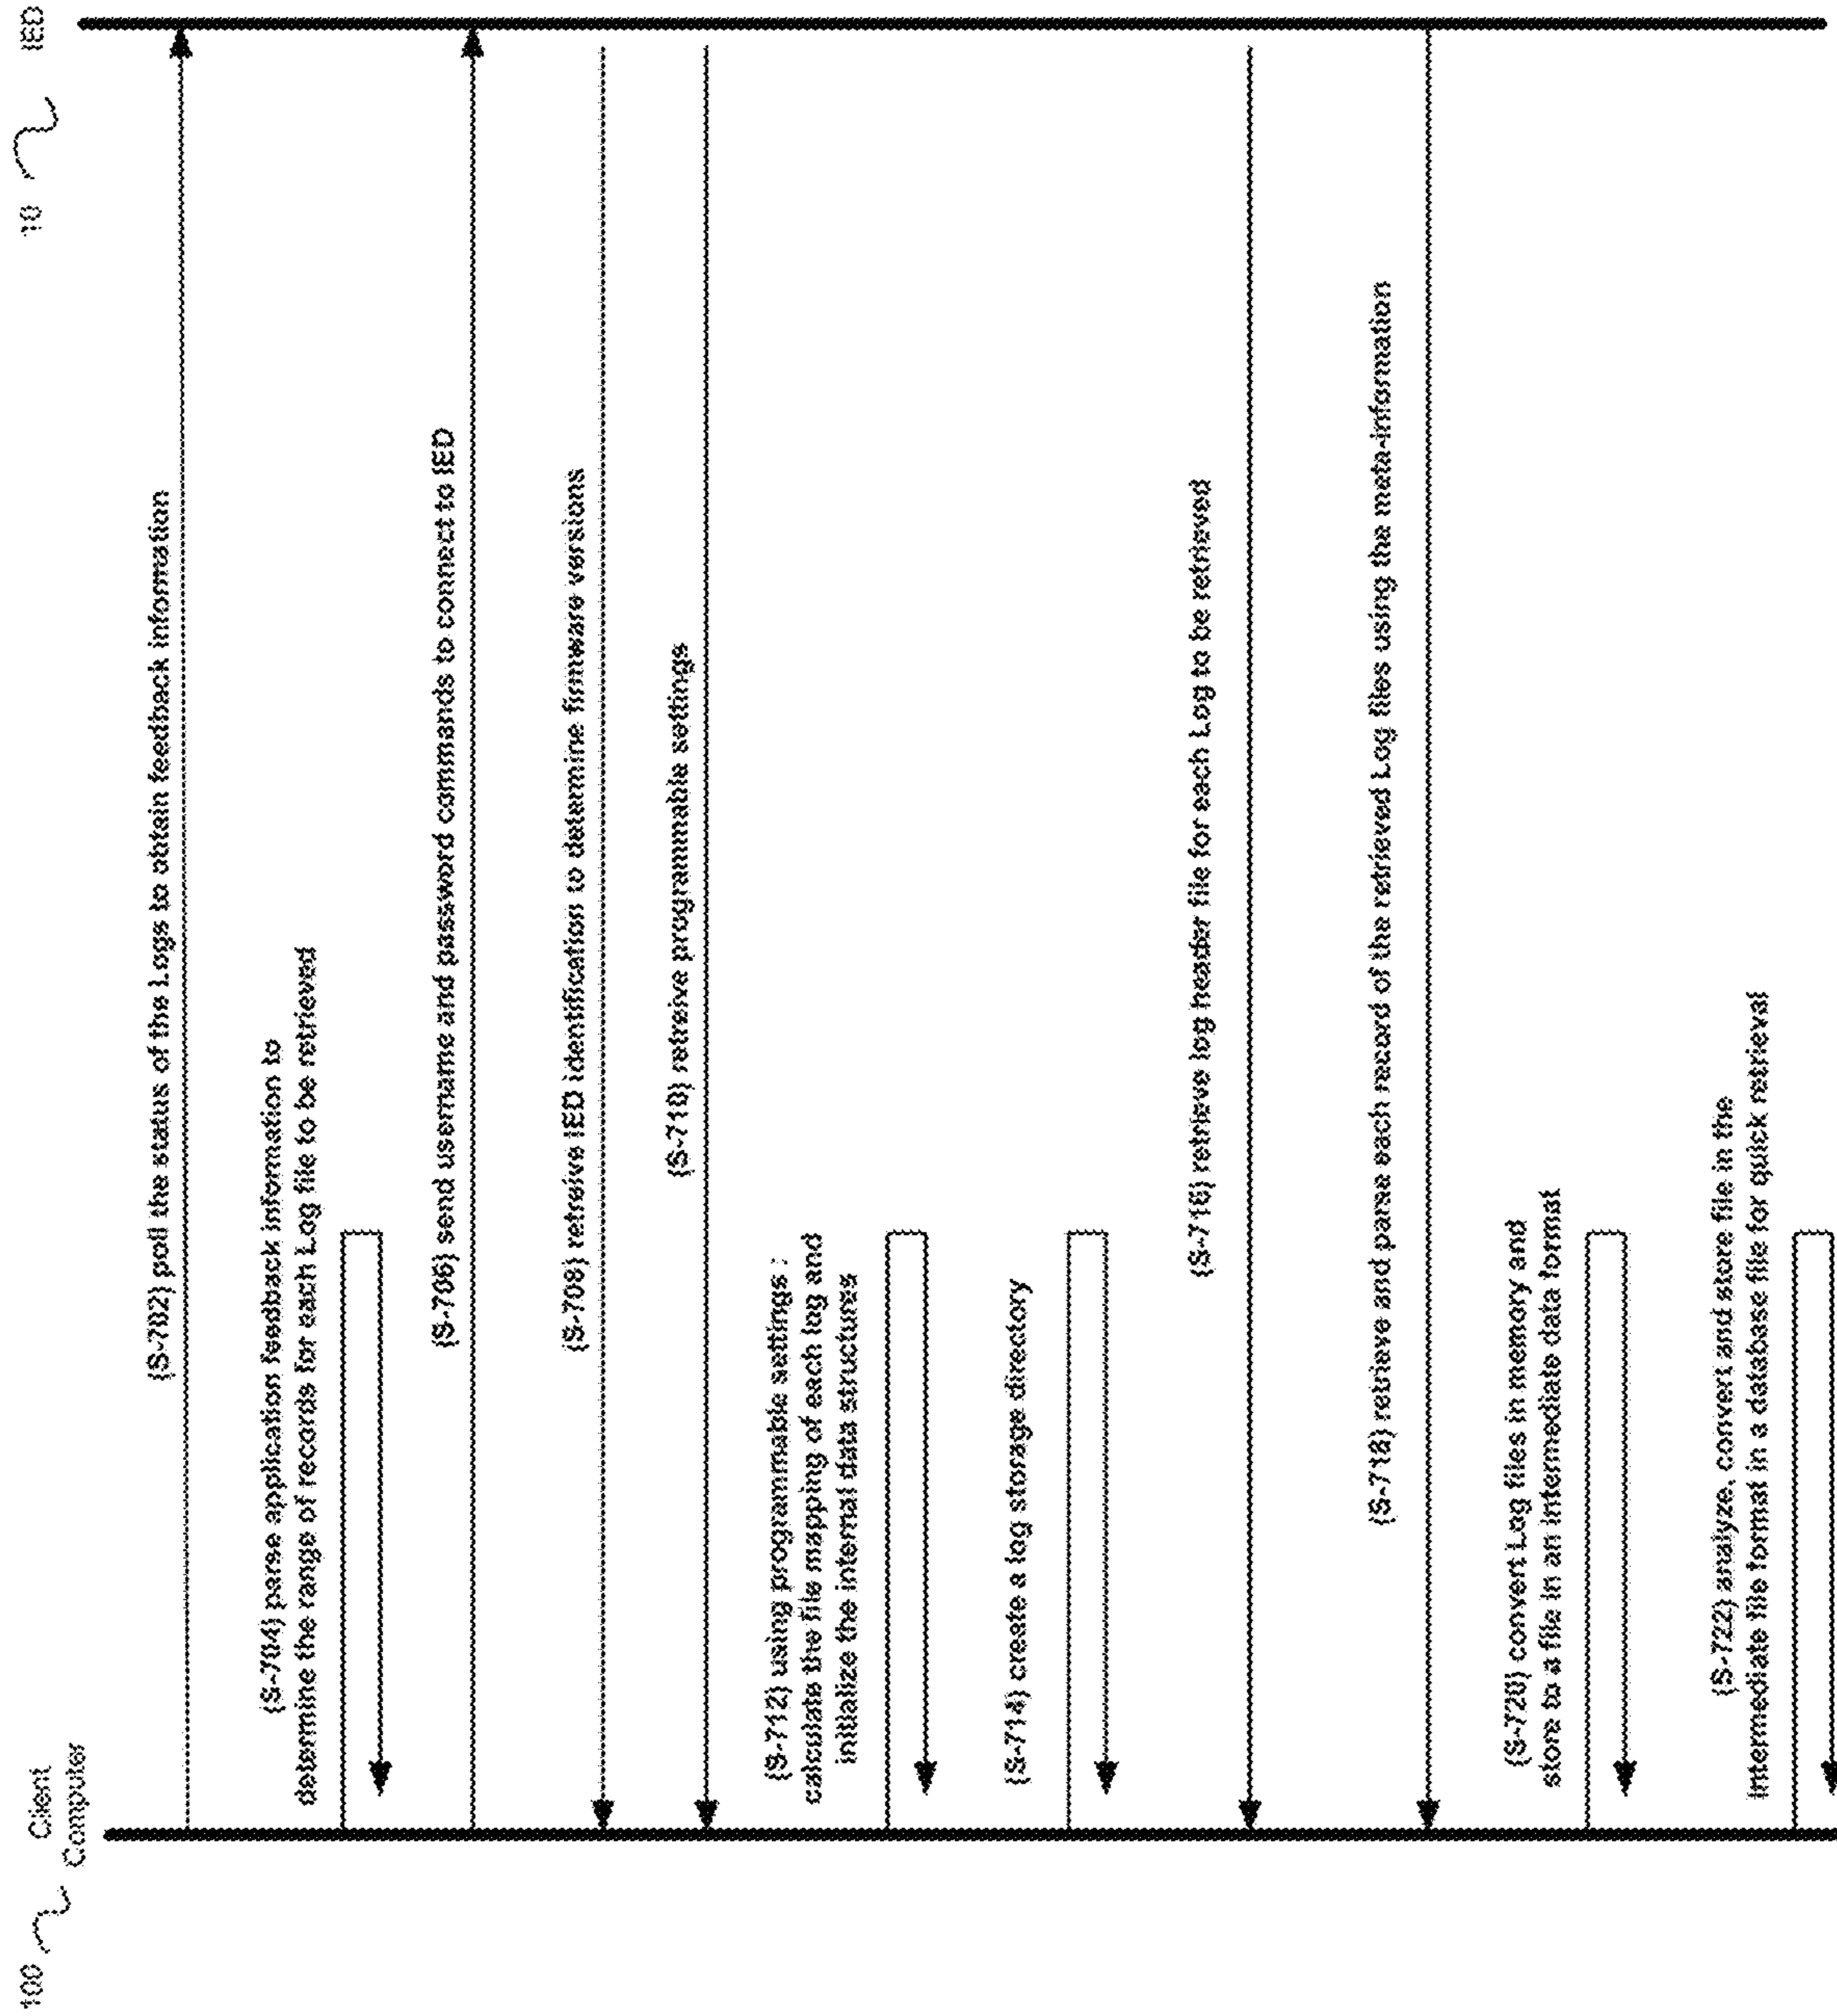 100
Client
Computer
10
IED
(S-702) poll the status of the Logs to obtain feedback information
(S-704) parse application feedback information to
determine the range of records for each Log file to be retrieved
(S-706) send username and password commands to connect to IED
(S-708) retreive IED identification to determine firmware versions
(S-710) retreive programmable settings
(S-712) using programmable settings :
calculate the file mapping of each log and
initialize the internal data structures
(S-714) create a log storage directory
(S-716) retrieve log header file for each Log to be retrieved
(S-718) retrieve and parse each record of the retrieved Log files using the meta-information
(S-720) convert Log files in memory and
store to a file in an intermediate data format
(S-722) analyze, convert and store file in the
intermediate file format in a database file for quick retrieval